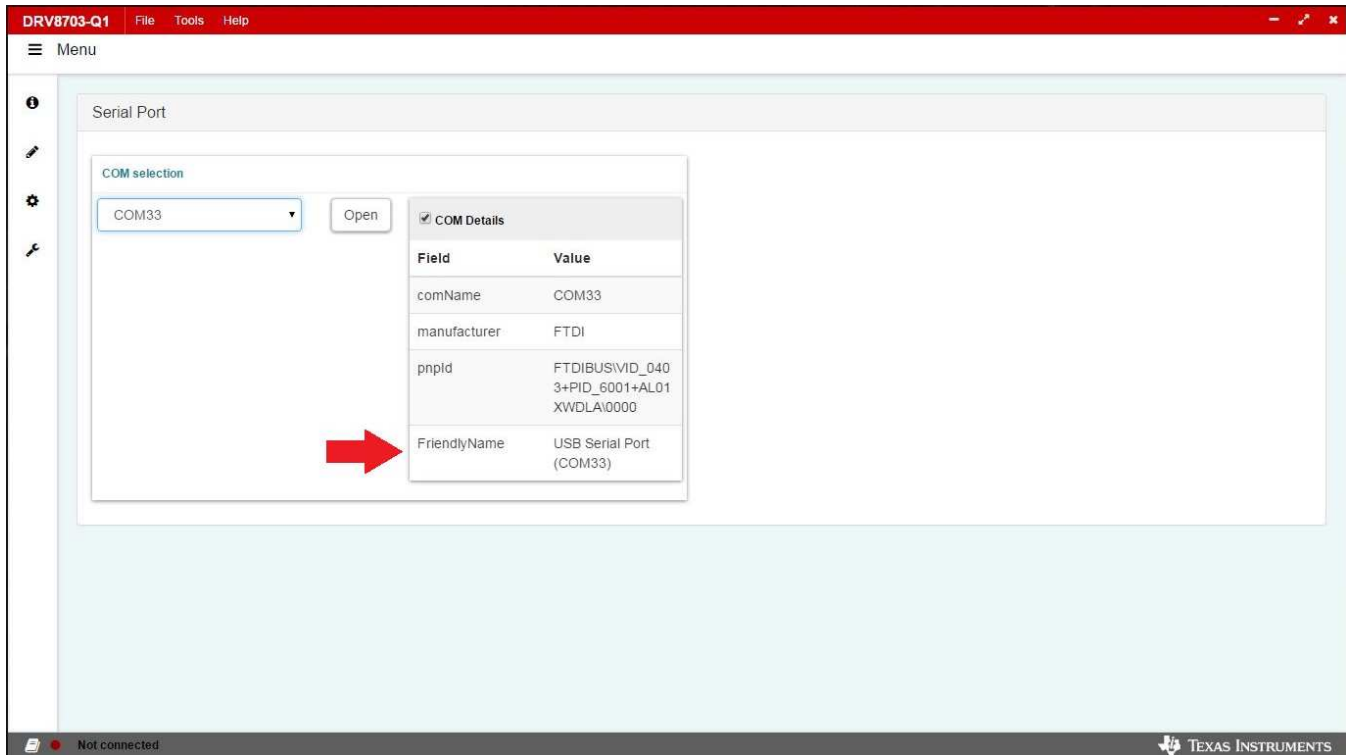 DRV8703-Q1 File Tools Help
Menu
Serial Port
COM selection
COM33 Open
COM Details
Field Value
comName COM33
manufacturer FTDI
pnpId FTDIBUS\VID_040
3+PID_6001+AL01
XWDLA\0000
FriendlyName USB Serial Port
(COM33)
Not connected
TEXAS INSTRUMENTS